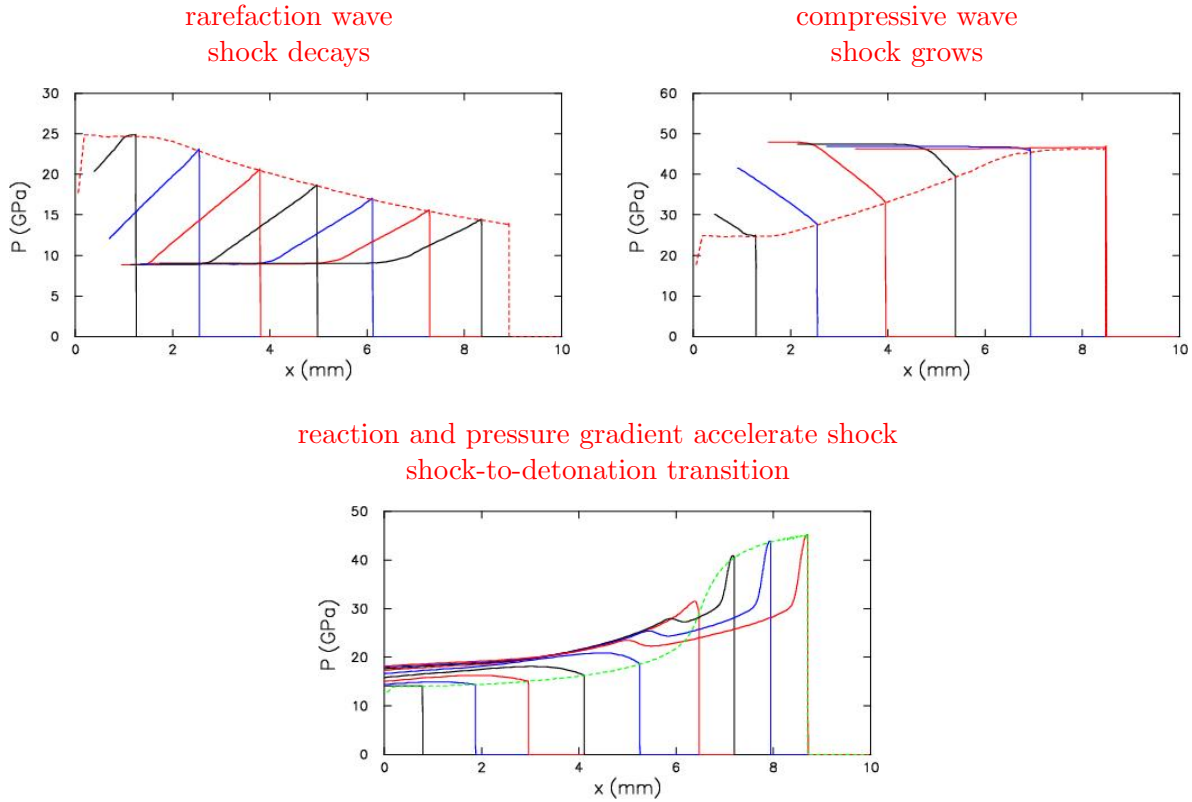 rarefaction wave
shock decays
30
25
20
15
10
5
0
P (GPa)
0 2 4 6 8 10
x (mm)
compressive wave
shock grows
60
50
40
30
20
10
0
P (GPa)
0 2 4 6 8 10
x (mm)
reaction and pressure gradient accelerate shock
shock-to-detonation transition
50
40
30
20
10
0
P (GPa)
0 2 4 6 8 10
x (mm)